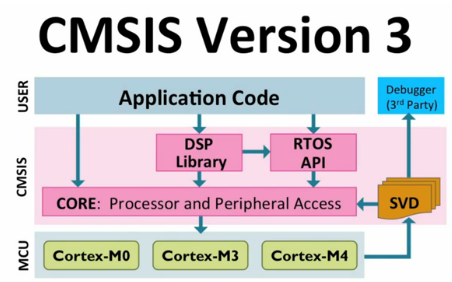 CMSIS Version 3
USER
Application Code
Debugger
(3rd Party)
CMSIS
DSP
Library
RTOS
API
CORE: Processor and Peripheral Access
SVD
MCU
Cortex-M0
Cortex-M3
Cortex-M4